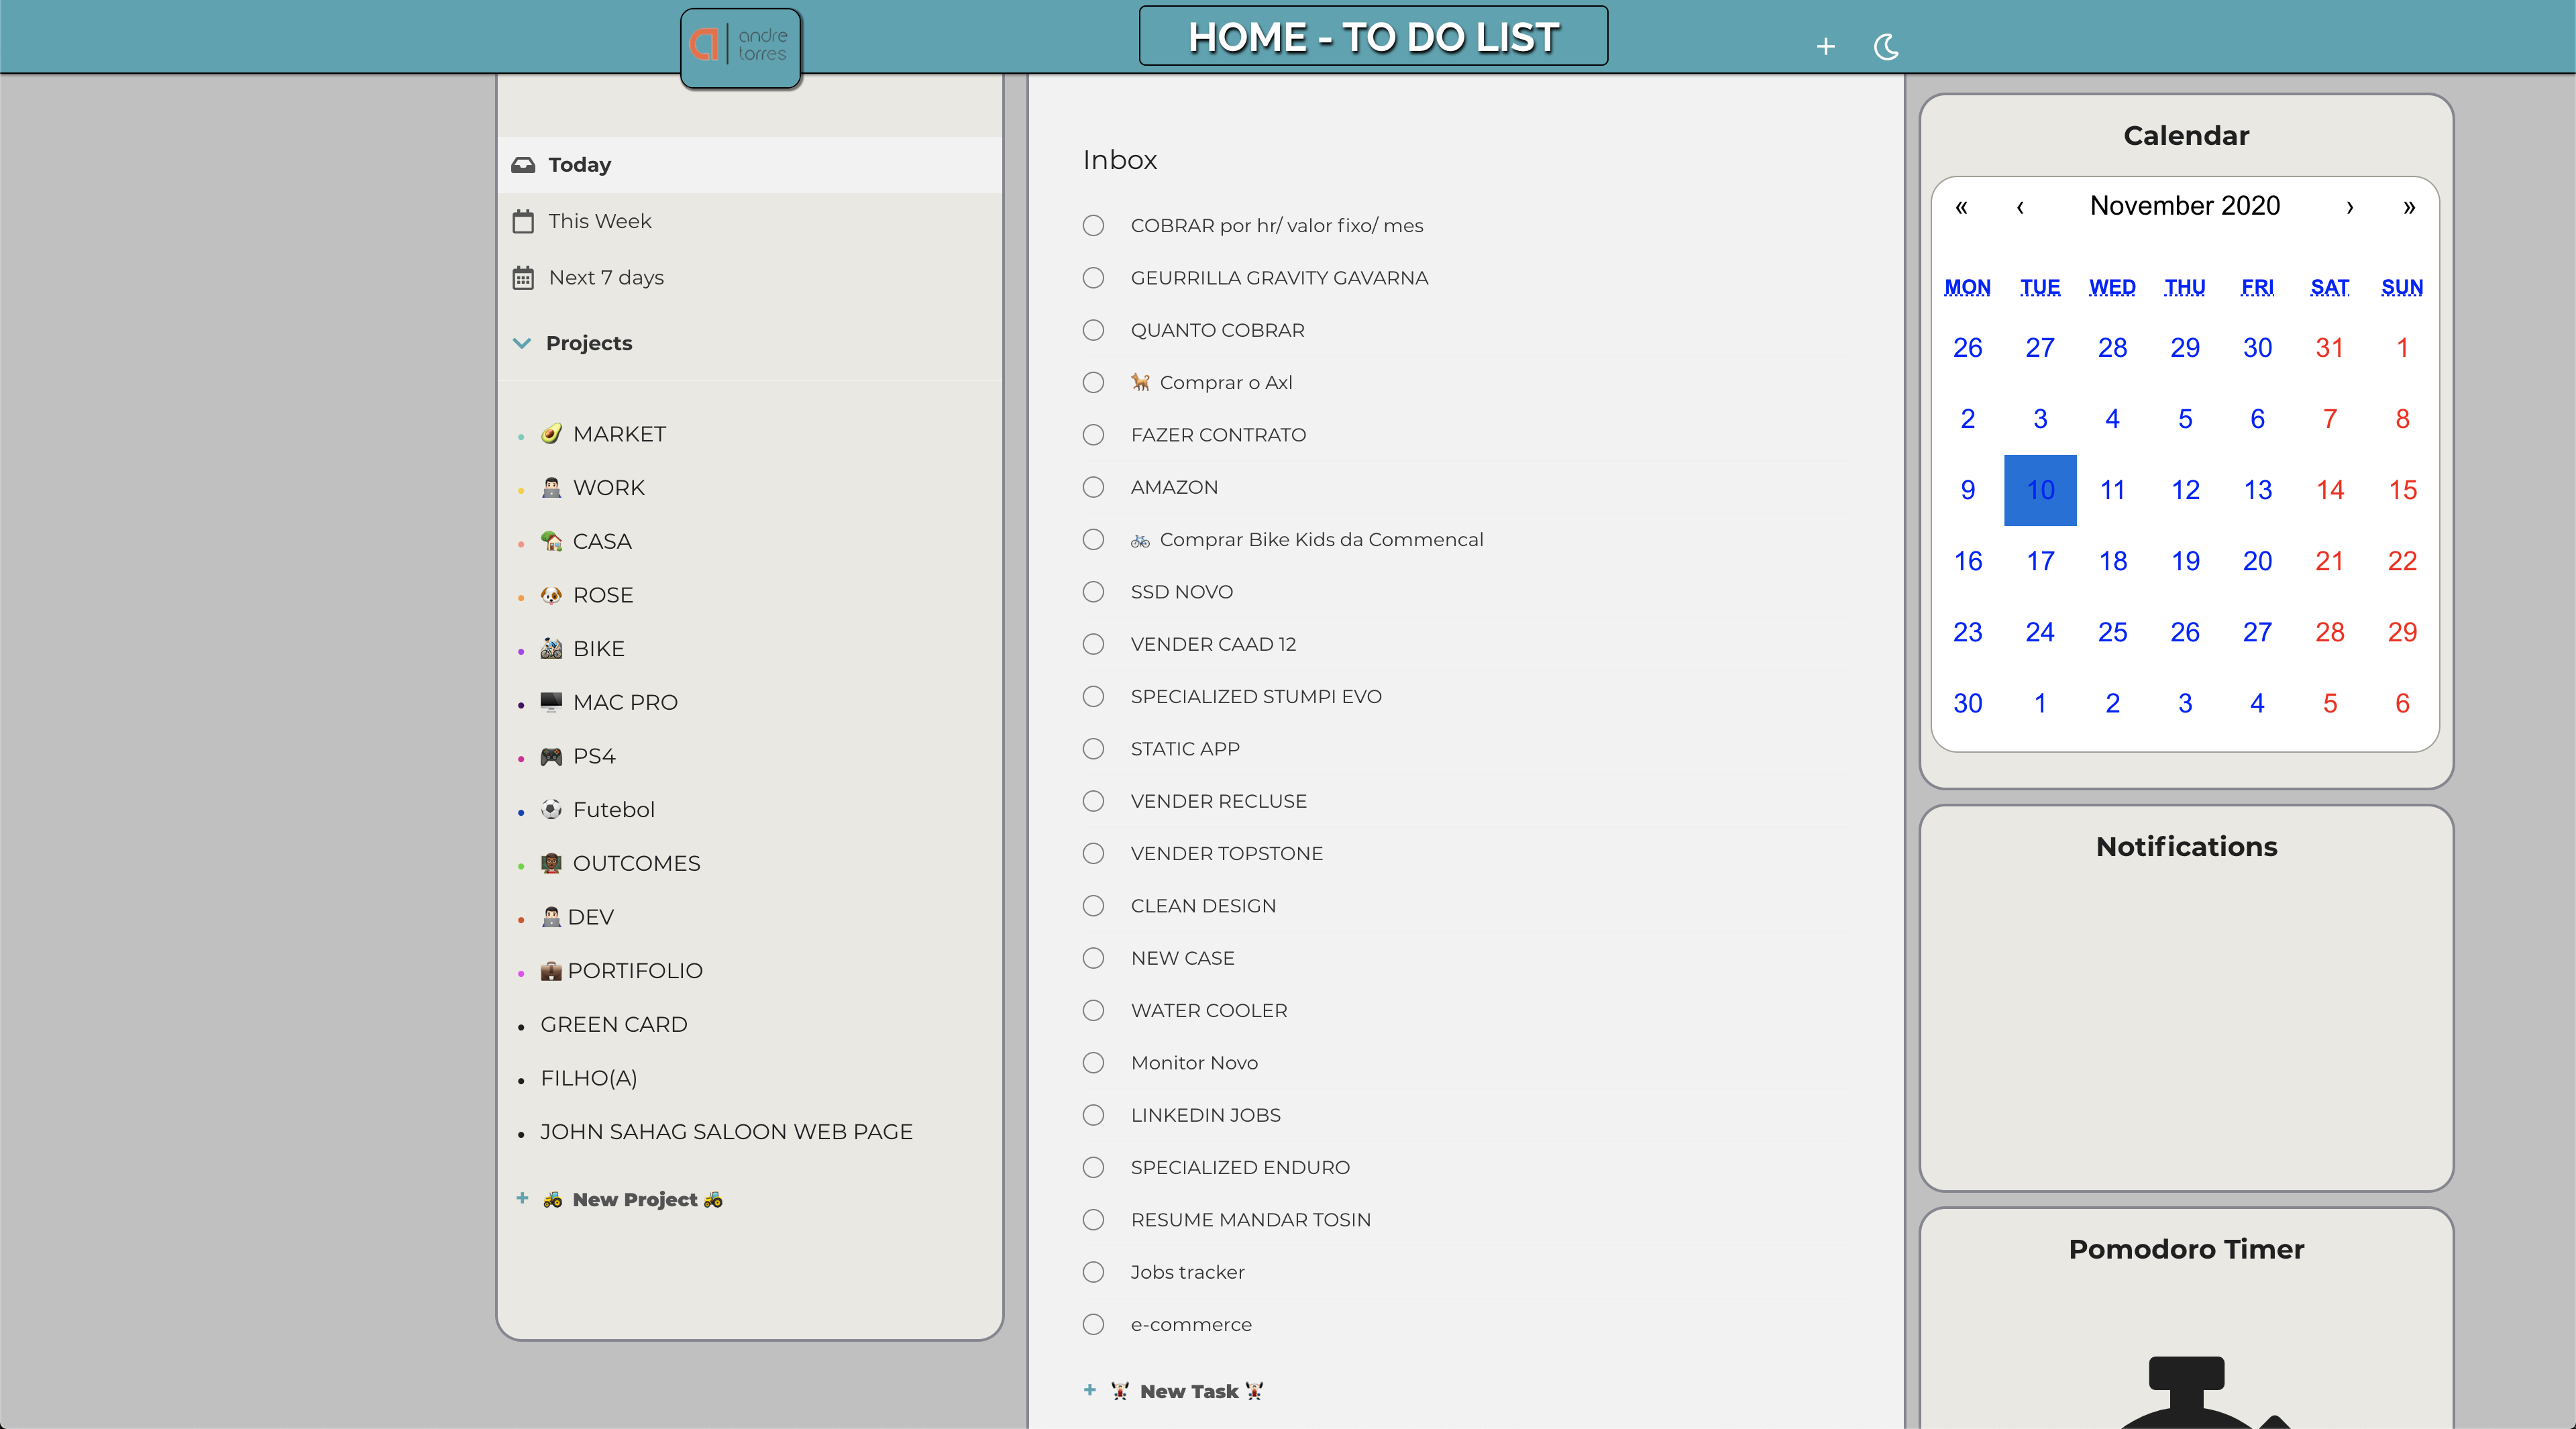 andre
torres
HOME - TO DO LIST
Today
This Week
Next 7 days
Projects
MARKET
WORK
CASA
ROSE
BIKE
MAC PRO
PS4
Futebol
OUTCOMES
DEV
PORTIFOLIO
GREEN CARD
FILHO(A)
JOHN SAHAG SALOON WEB PAGE
+ New Project
Inbox
COBRAR por hr/ valor fixo/ mes
GEURRILLA GRAVITY GAVARNA
QUANTO COBRAR
Comprar o Axl
FAZER CONTRATO
AMAZON
Comprar Bike Kids da Commencal
SSD NOVO
VENDER CAAD 12
SPECIALIZED STUMPI EVO
STATIC APP
VENDER RECLUSE
VENDER TOPSTONE
CLEAN DESIGN
NEW CASE
WATER COOLER
Monitor Novo
LINKEDIN JOBS
SPECIALIZED ENDURO
RESUME MANDAR TOSIN
Jobs tracker
e-commerce
+ New Task
Calendar
« ‹ November 2020 › »
MON TUE WED THU FRI SAT SUN
26 27 28 29 30 31 1
2 3 4 5 6 7 8
9 10 11 12 13 14 15
16 17 18 19 20 21 22
23 24 25 26 27 28 29
30 1 2 3 4 5 6
Notifications
Pomodoro Timer